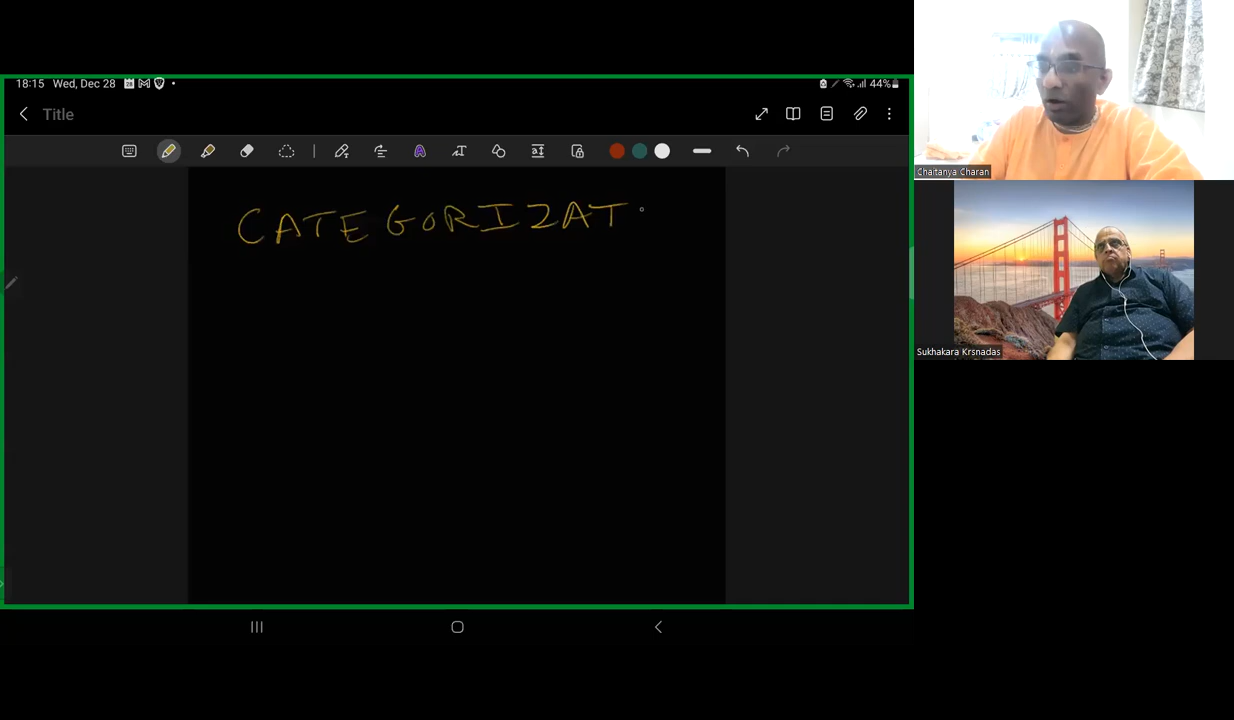 18:15 Wed, Dec 28
44%
Title
CATEGORIZAT
Chaitanya Charan
Sukhakara Krsnadas